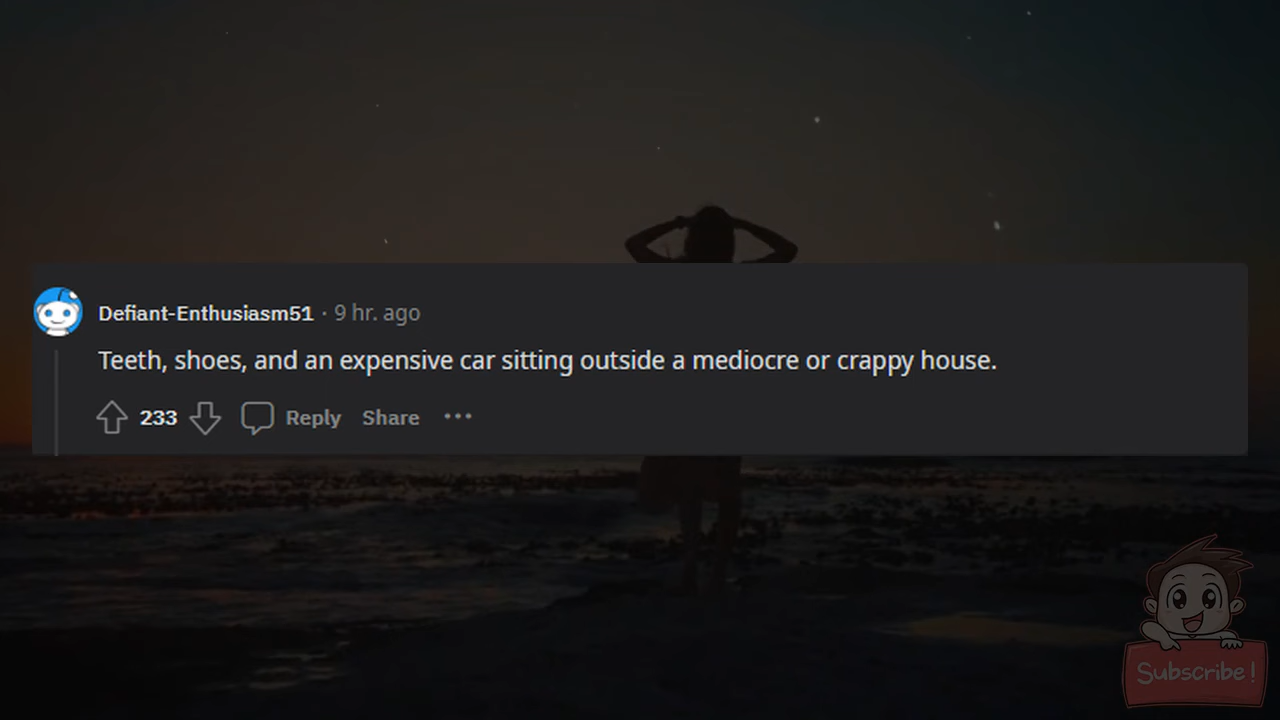 Defiant-Enthusiasm51 · 9 hr. ago
Teeth, shoes, and an expensive car sitting outside a mediocre or crappy house.
233 Reply Share ···
Subscribe!